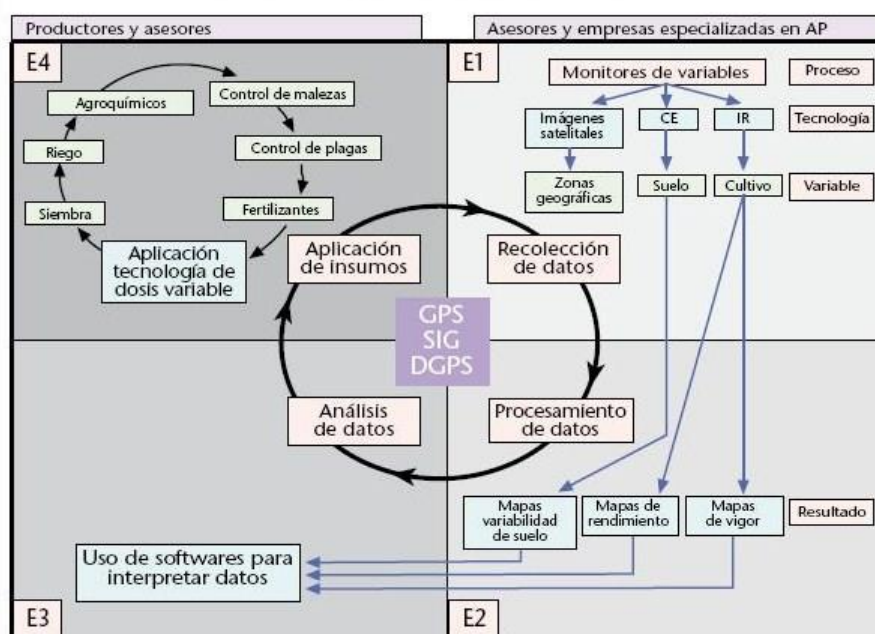 Productores y asesores
Asesores y empresas especializadas en AP
E4
Agroquímicos
Control de malezas
Riego
Control de plagas
Siembra
Fertilizantes
Aplicación
tecnología de
dosis variable
Aplicación
de insumos
E1
Monitores de variables
Proceso
Imágenes
satelitales
CE
IR
Tecnología
Zonas
geográficas
Suelo
Cultivo
Variable
Recolección
de datos
GPS
SIG
DGPS
Análisis
de datos
Procesamiento
de datos
Mapas
variabilidad
de suelo
Mapas de
rendimiento
Mapas
de vigor
Resultado
Uso de softwares para
interpretar datos
E3
E2